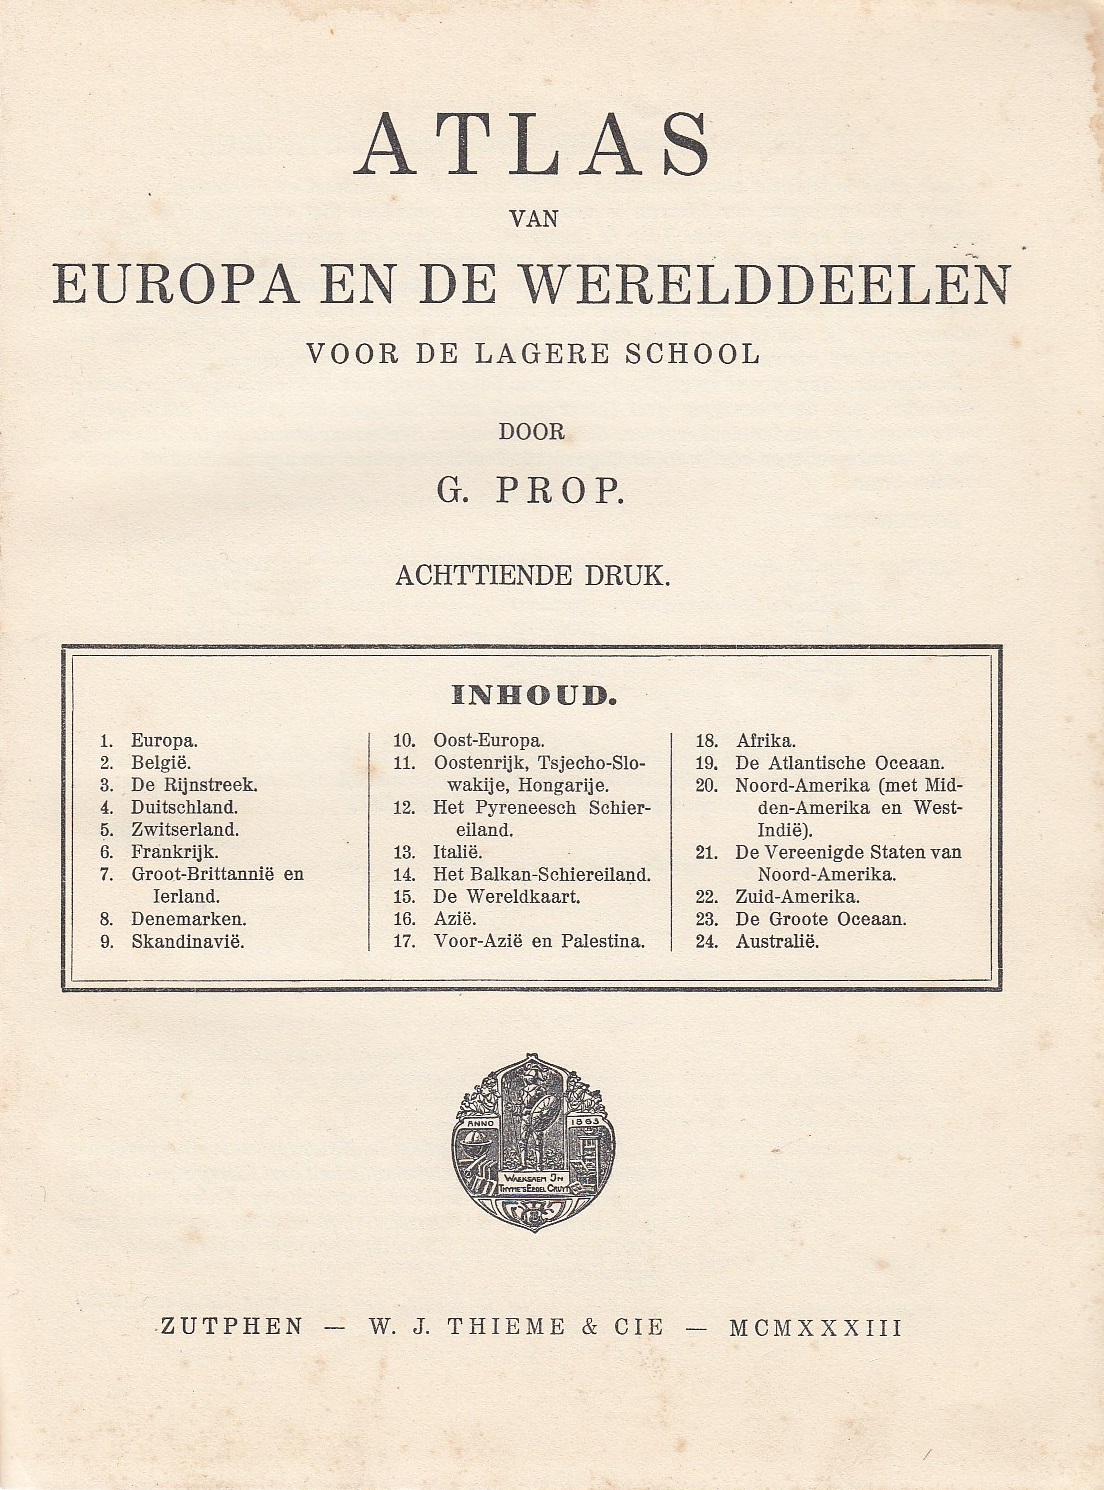 ATLAS
VAN
EUROPA EN DE WERELDDEELEN
VOOR DE LAGERE SCHOOL
DOOR
G. PROP.
ACHTTIENDE DRUK.
INHOUD.
1. Europa.
2. België.
3. De Rijnstreek.
4. Duitschland.
5. Zwitserland.
6. Frankrijk.
7. Groot-Brittannië en
Ierland.
8. Denemarken.
9. Skandinavië.
10. Oost-Europa.
11. Oostenrijk, Tsjecho-Slo-
wakije, Hongarije.
12. Het Pyreneesch Schier-
eiland.
13. Italië.
14. Het Balkan-Schiereiland.
15. De Wereldkaart.
16. Azië.
17. Voor-Azië en Palestina.
18. Afrika.
19. De Atlantische Oceaan.
20. Noord-Amerika (met Mid-
den-Amerika en West-
Indië).
21. De Vereenigde Staten van
Noord-Amerika.
22. Zuid-Amerika.
23. De Groote Oceaan.
24. Australië.
ANNO 1863
WAEKSAEM IN
THYME'S EEDEL CRUYT
ZUTPHEN — W. J. THIEME & CIE — MCMXXXIII